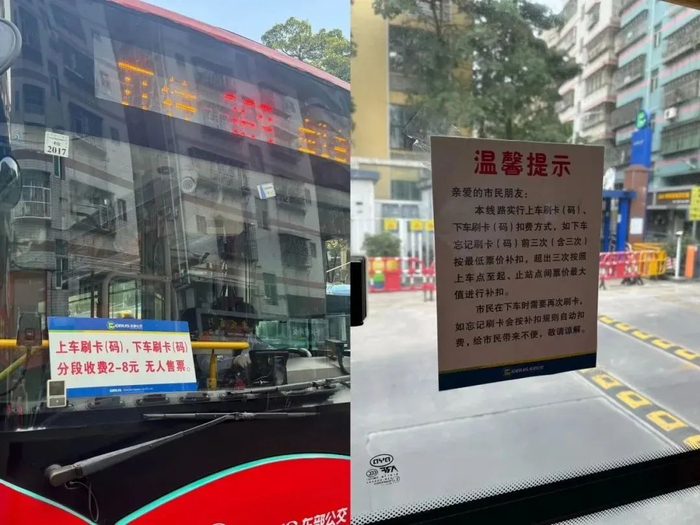 2017
上车刷卡(码),下车刷卡(码)
分段收费2-8元 无人售票。
东部公交
温馨提示
亲爱的市民朋友:
本线路实行上车刷卡(码)、
下车刷卡(码)扣费方式,如下车
忘记刷卡(码)前三次(含三次)
按最低票价补扣,超出三次按照
上车点至起、止站点间票价最大
值进行补扣。
市民在下车时需要再次刷卡,
如忘记刷卡会按补扣规则自动扣
费,给市民带来不便,敬请谅解。
BYD